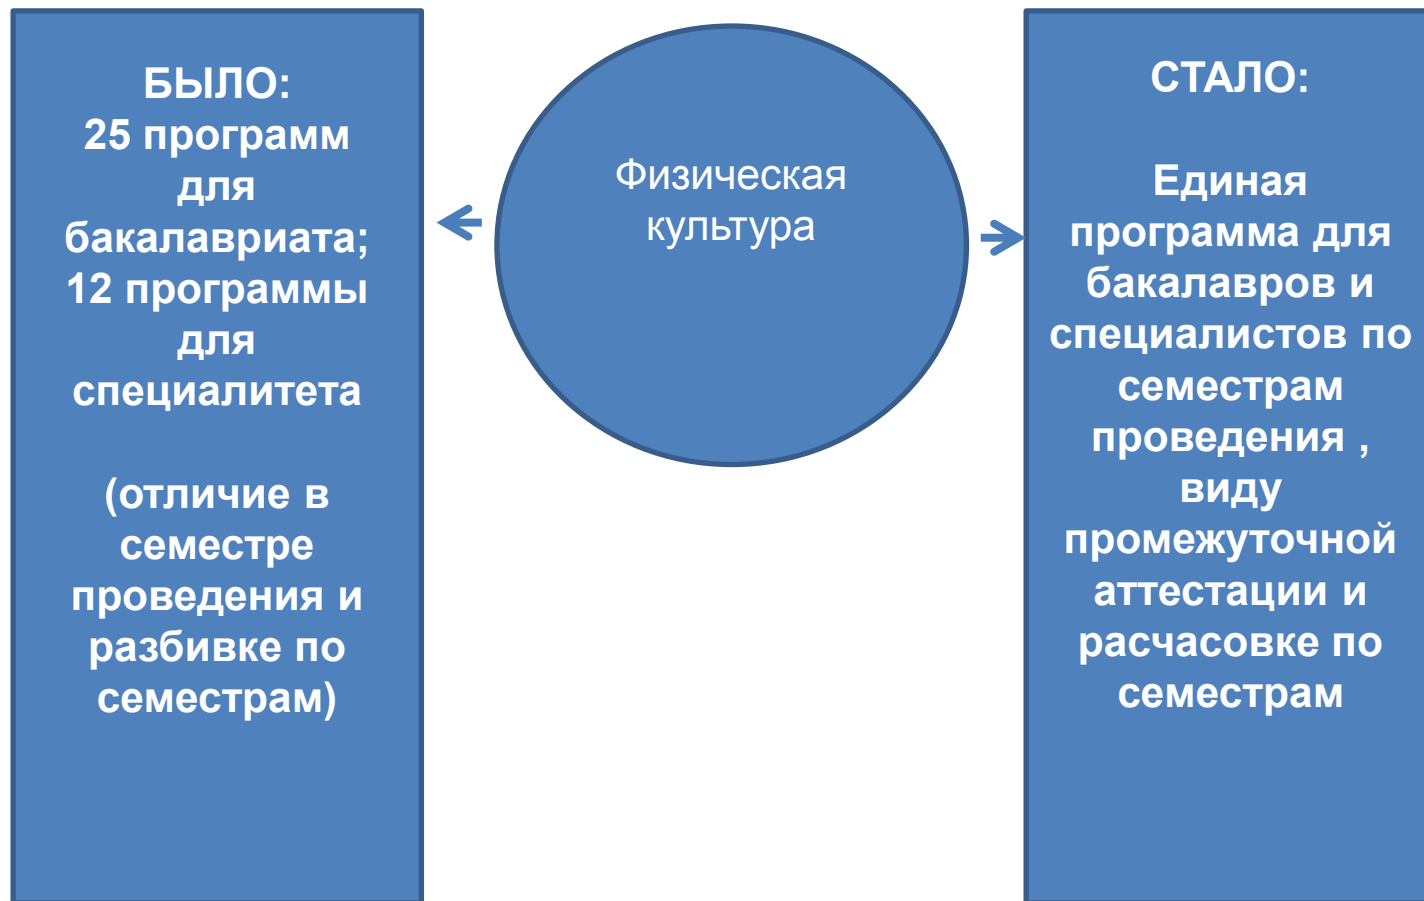 БЫЛО:
25 программ
для
бакалавриата;
12 программы
для
специалитета
(отличие в
семестре
проведения и
разбивке по
семестрам)
Физическая
культура
СТАЛО:
Единая
программа для
бакалавров и
специалистов по
семестрам
проведения ,
виду
промежуточной
аттестации и
расчасовке по
семестрам